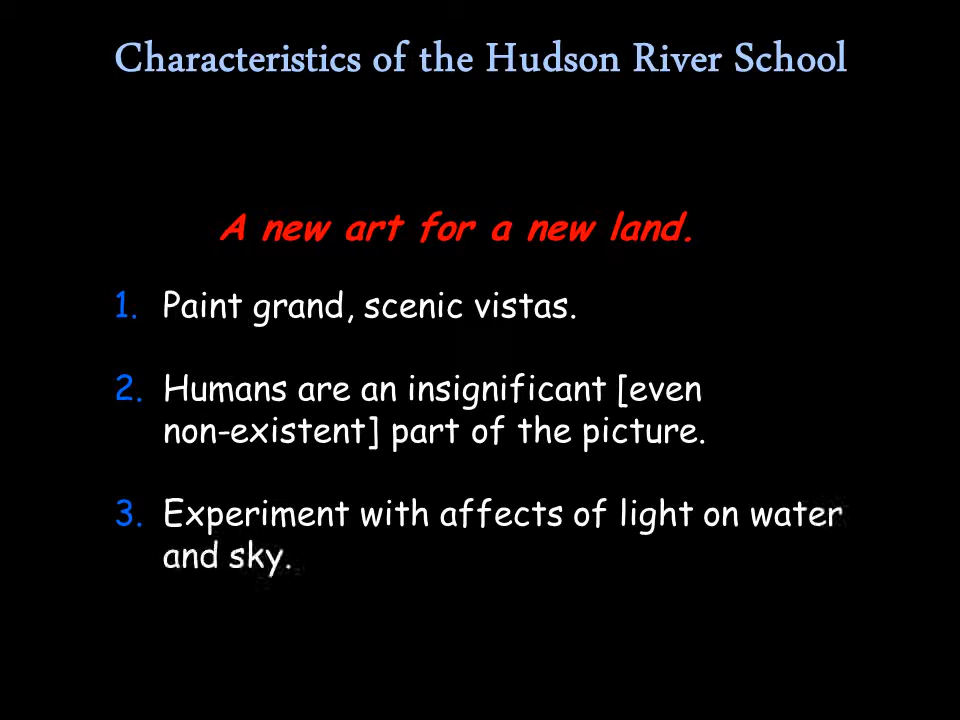 Characteristics of the Hudson River School
A new art for a new land.
1. Paint grand, scenic vistas.
2. Humans are an insignificant [even
non-existent] part of the picture.
3. Experiment with affects of light on water
and sky.